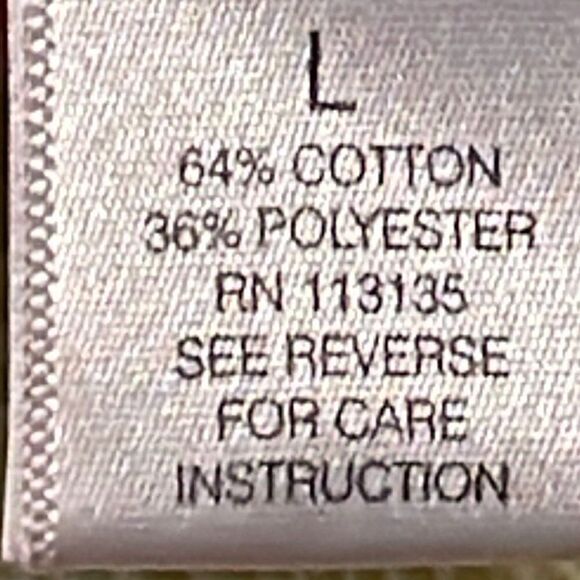 L
64% COTTON
36% POLYESTER
RN 113135
SEE REVERSE
FOR CARE
INSTRUCTION